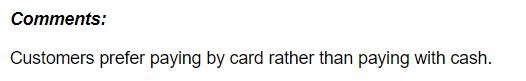 Comments:
Customers prefer paying by card rather than paying with cash.